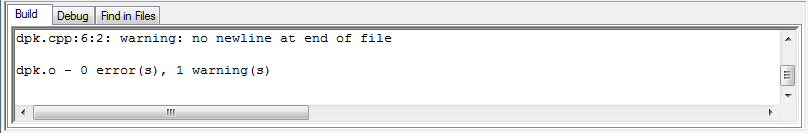 Build Debug Find in Files
dpk.cpp:6:2: warning: no newline at end of file
dpk.o - 0 error(s), 1 warning(s)